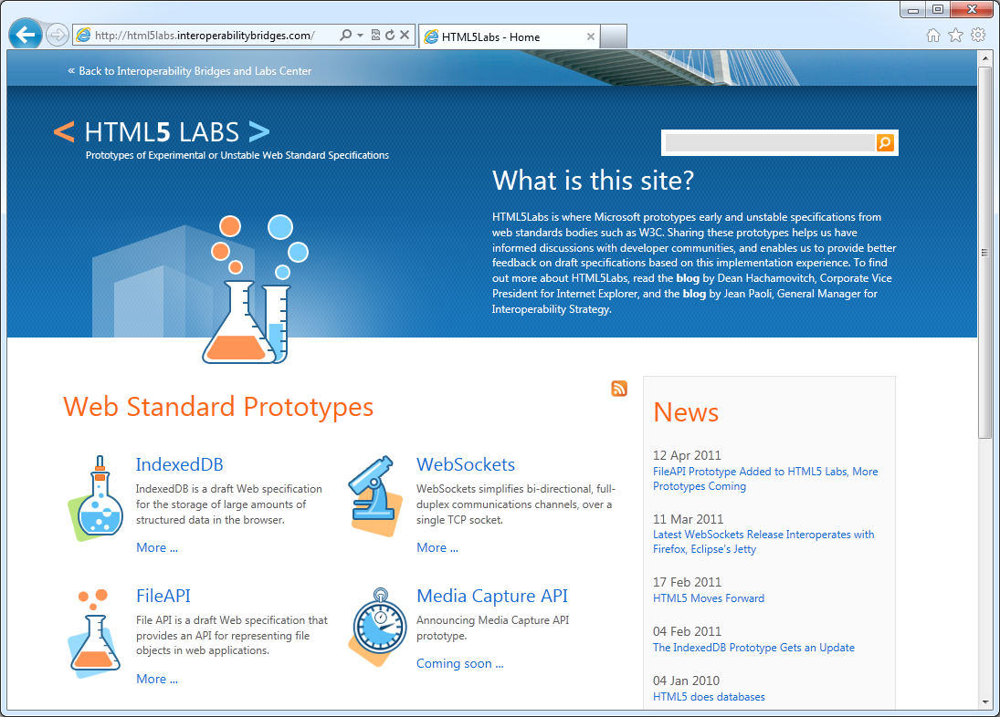 http://html5labs.interoperabilitybridges.com/
HTML5Labs - Home
« Back to Interoperability Bridges and Labs Center
< HTML5 LABS >
Prototypes of Experimental or Unstable Web Standard Specifications
What is this site?
HTML5Labs is where Microsoft prototypes early and unstable specifications from
web standards bodies such as W3C. Sharing these prototypes helps us have
informed discussions with developer communities, and enables us to provide better
feedback on draft specifications based on this implementation experience. To find
out more about HTML5Labs, read the blog by Dean Hachamovitch, Corporate Vice
President for Internet Explorer, and the blog by Jean Paoli, General Manager for
Interoperability Strategy.
Web Standard Prototypes
IndexedDB
IndexedDB is a draft Web specification
for the storage of large amounts of
structured data in the browser.
More ...
WebSockets
WebSockets simplifies bi-directional, full-
duplex communications channels, over a
single TCP socket.
More ...
FileAPI
File API is a draft Web specification that
provides an API for representing file
objects in web applications.
More ...
Media Capture API
Announcing Media Capture API
prototype.
Coming soon ...
News
12 Apr 2011
FileAPI Prototype Added to HTML5 Labs, More
Prototypes Coming
11 Mar 2011
Latest WebSockets Release Interoperates with
Firefox, Eclipse's Jetty
17 Feb 2011
HTML5 Moves Forward
04 Feb 2011
The IndexedDB Prototype Gets an Update
04 Jan 2010
HTML5 does databases